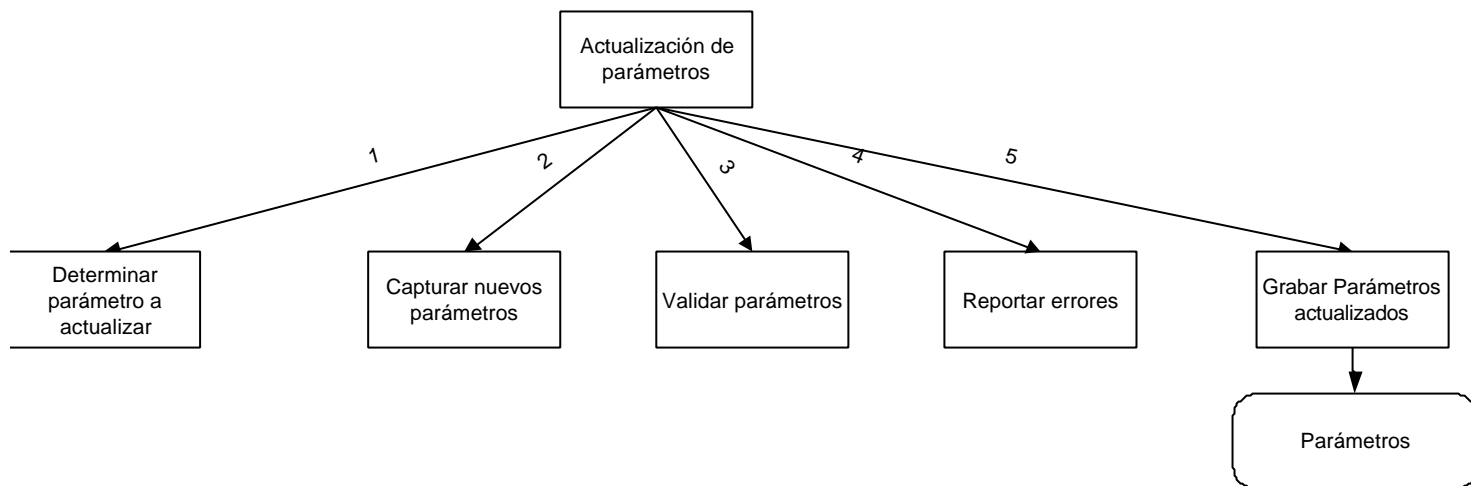 Actualización de
parámetros
1
2
3
4
5
Determinar
parámetro a
actualizar
Capturar nuevos
parámetros
Validar parámetros
Reportar errores
Grabar Parámetros
actualizados
Parámetros